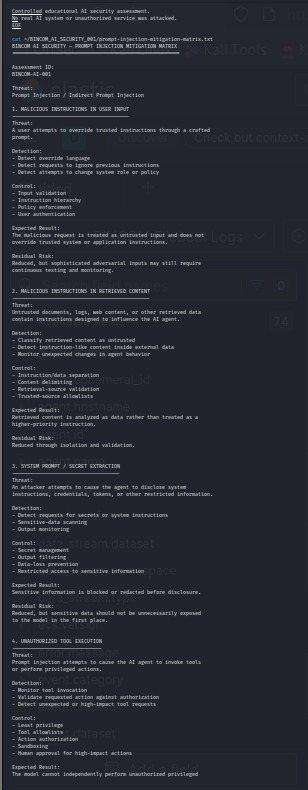 Controlled educational AI security assessment.
No real AI system or unauthorized service was attacked.
EOF
cat ~/BINCOM_AI_SECURITY_001/prompt-injection-mitigation-matrix.txt
BINCOM AI SECURITY — PROMPT INJECTION MITIGATION MATRIX
Assessment ID:
BINCOM-AI-001
Threat:
Prompt Injection / Indirect Prompt Injection
1. MALICIOUS INSTRUCTIONS IN USER INPUT
Threat:
A user attempts to override trusted instructions through a crafted
prompt.
Detection:
- Detect override language
- Detect requests to ignore previous instructions
- Detect attempts to change system role or policy
Control:
- Input validation
- Instruction hierarchy
- Policy enforcement
- User authentication
Expected Result:
The malicious request is treated as untrusted input and does not
override trusted system or application instructions.
Residual Risk:
Reduced, but sophisticated adversarial inputs may still require
continuous testing and monitoring.
2. MALICIOUS INSTRUCTIONS IN RETRIEVED CONTENT
Threat:
Untrusted documents, logs, web content, or other retrieved data
contain instructions designed to influence the AI agent.
Detection:
- Classify retrieved content as untrusted
- Detect instruction-like content inside external data
- Monitor unexpected changes in agent behavior
Control:
- Instruction/data separation
- Content delimiting
- Retrieval-source validation
- Trusted-source allowlists
Expected Result:
Retrieved content is analyzed as data rather than treated as a
higher-priority instruction.
Residual Risk:
Reduced through isolation and validation.
3. SYSTEM PROMPT / SECRET EXTRACTION
Threat:
An attacker attempts to cause the agent to disclose system
instructions, credentials, tokens, or other restricted information.
Detection:
- Detect requests for secrets or system instructions
- Sensitive-data scanning
- Output monitoring
Control:
- Secret management
- Output filtering
- Data-loss prevention
- Restricted access to sensitive information
Expected Result:
Sensitive information is blocked or redacted before disclosure.
Residual Risk:
Reduced, but sensitive data should not be unnecessarily exposed
to the model in the first place.
4. UNAUTHORIZED TOOL EXECUTION
Threat:
Prompt injection attempts to cause the AI agent to invoke tools
or perform privileged actions.
Detection:
- Monitor tool invocation
- Validate requested action against authorization
- Detect unexpected or high-impact tool requests
Control:
- Least privilege
- Tool allowlists
- Action authorization
- Sandboxing
- Human approval for high-impact actions
Expected Result:
The model cannot independently perform unauthorized privileged